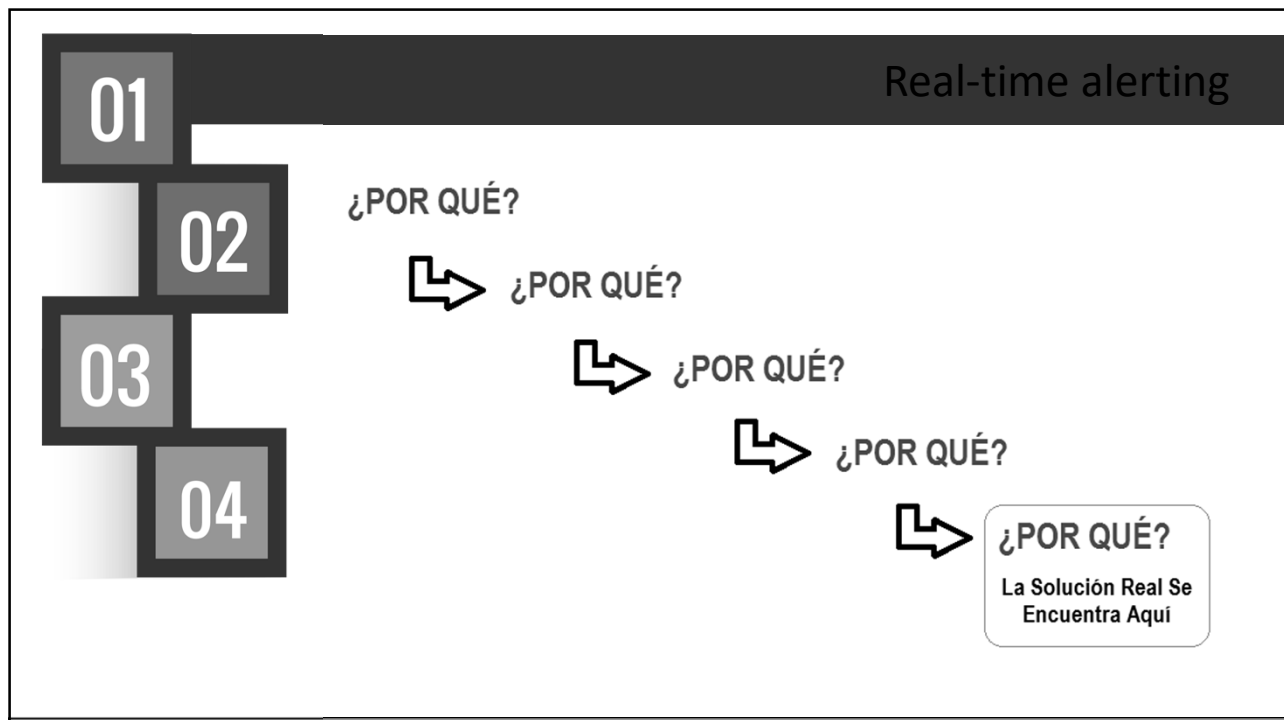 Real-time alerting
01
02
03
04
¿POR QUÉ?
¿POR QUÉ?
¿POR QUÉ?
¿POR QUÉ?
¿POR QUÉ?
La Solución Real Se
Encuentra Aquí